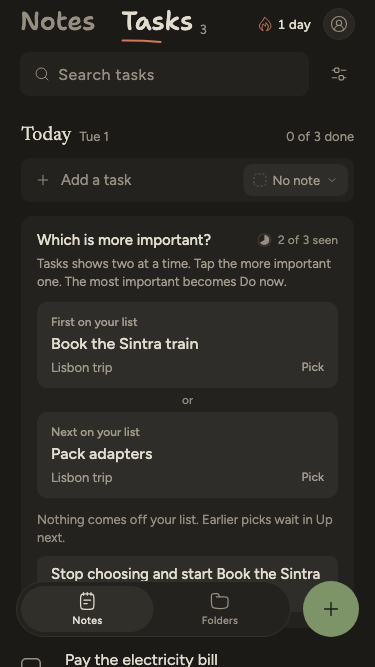 Notes Tasks 3 1 day
Search tasks
Today Tue 1 0 of 3 done
Add a task No note
Which is more important? 2 of 3 seen
Tasks shows two at a time. Tap the more important
one. The most important becomes Do now.
First on your list
Book the Sintra train
Lisbon trip Pick
or
Next on your list
Pack adapters
Lisbon trip Pick
Nothing comes off your list. Earlier picks wait in Up
next.
Stop choosing and start Book the Sintra
Notes Folders
Pay the electricity bill